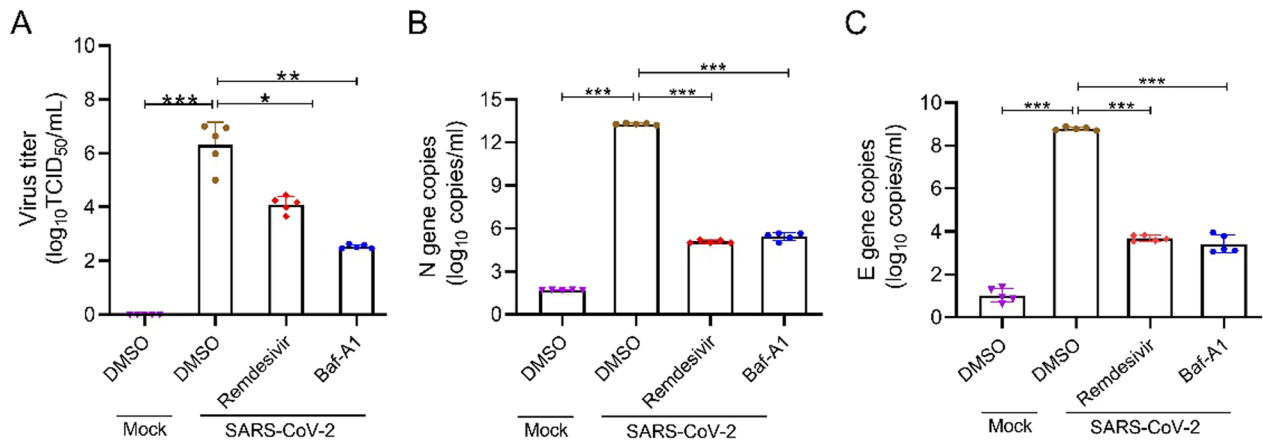 A
Virus titer
(log10TCID50/mL)
10
8
6
4
2
0
***
**
*
DMSO
DMSO
Remdesivir
Baf-A1
Mock
SARS-CoV-2
B
N gene copies
(log10 copies/ml)
15
12
9
6
3
0
***
***
***
DMSO
DMSO
Remdesivir
Baf-A1
Mock
SARS-CoV-2
C
E gene copies
(log10 copies/ml)
10
8
6
4
2
0
***
***
***
DMSO
DMSO
Remdesivir
Baf-A1
Mock
SARS-CoV-2